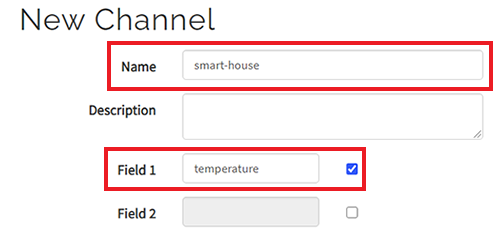 New Channel
Name smart-house
Description
Field 1 temperature
Field 2